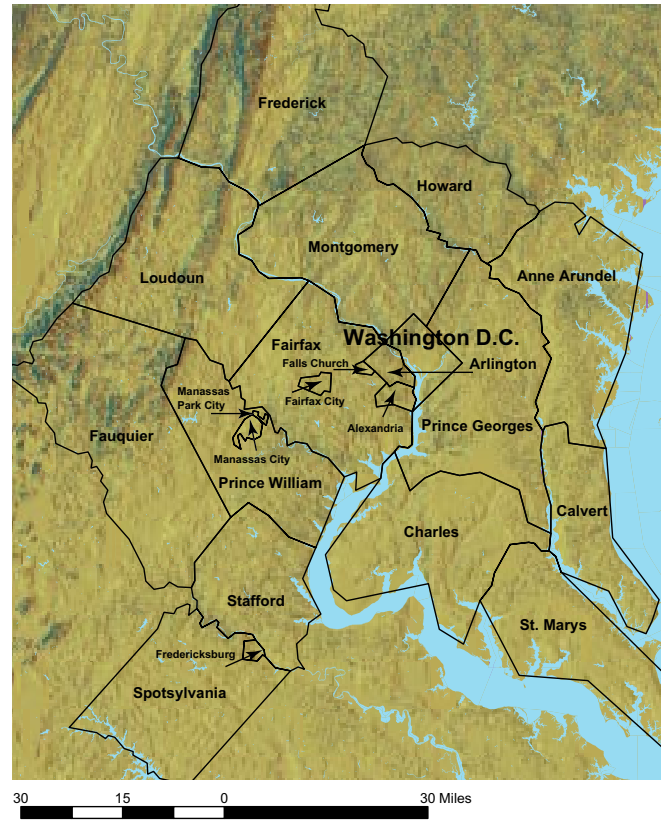 Frederick
Howard
Montgomery
Anne Arundel
Loudoun
Fairfax
Washington D.C.
Falls Church
Arlington
Manassas
Park City
Fairfax City
Fauquier
Alexandria
Prince Georges
Manassas City
Prince William
Calvert
Charles
Stafford
St. Marys
Fredericksburg
Spotsylvania
30 15 0 30 Miles